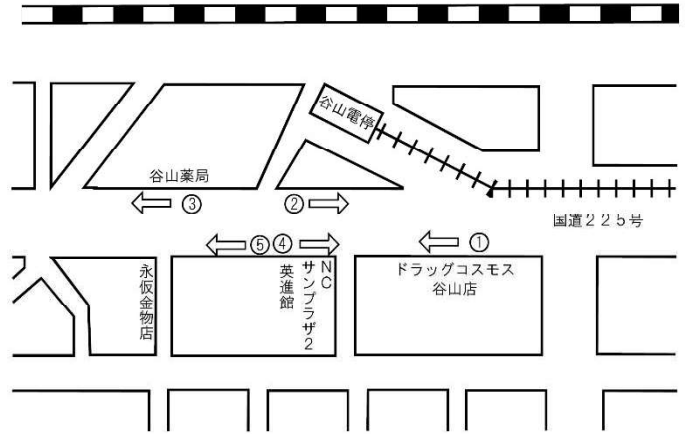 谷山電停
谷山薬局
③
②
国道225号
⑤④
①
永仮金物店
英進館
NC
サンプラザ2
ドラッグコスモス
谷山店